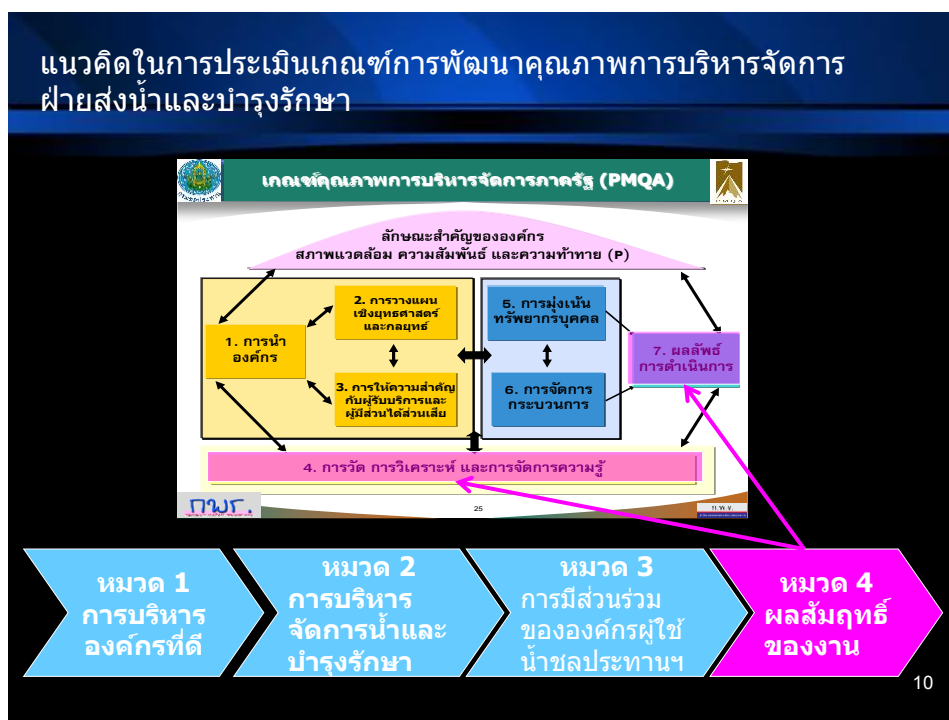 แนวคิดในการประเมินเกณฑ์การพัฒนาคุณภาพการบริหารจัดการ
ฝ่ายส่งน้ำและบำรุงรักษา
เกณฑ์คุณภาพการบริหารจัดการภาครัฐ (PMQA)
ลักษณะสำคัญขององค์กร
สภาพแวดล้อม ความสัมพันธ์ และความท้าทาย (P)
1. การนำ
องค์กร
2. การวางแผน
เชิงยุทธศาสตร์
และกลยุทธ์
3. การให้ความสำคัญ
กับผู้รับบริการและ
ผู้มีส่วนได้ส่วนเสีย
5. การมุ่งเน้น
ทรัพยากรบุคคล
6. การจัดการ
กระบวนการ
7. ผลลัพธ์
การดำเนินการ
4. การวัด การวิเคราะห์ และการจัดการความรู้
กพร.
25
ก.พ.ร.
หมวด 1
การบริหาร
องค์กรที่ดี
หมวด 2
การบริหาร
จัดการน้ำและ
บำรุงรักษา
หมวด 3
การมีส่วนร่วม
ขององค์กรผู้ใช้
น้ำชลประทานฯ
หมวด 4
ผลสัมฤทธิ์
ของงาน
10